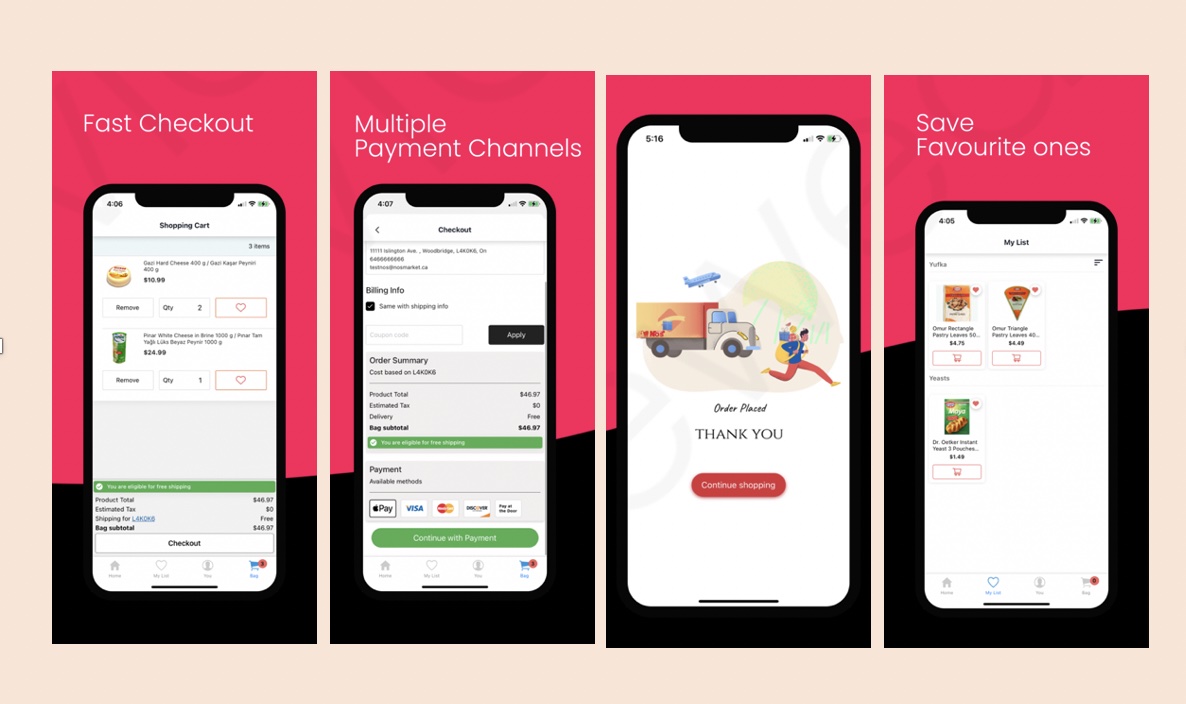 Fast Checkout
4:06
Shopping Cart
3 items
Gazi Hard Cheese 400 g / Gazi Kaşar Peyniri
400 g
$10.99
Remove
Qty 2
Pinar White Cheese in Brine 1000 g / Pinar Tam
Yağlı Lüks Beyaz Peynir 1000 g
$24.99
Remove
Qty 1
You are eligible for free shipping
Product Total $46.97
Estimated Tax $0
Shipping for L4K0K6 Free
Bag subtotal $46.97
Checkout
Home My List You Bag
3
Multiple
Payment Channels
4:07
Checkout
11111 Islington Ave. , Woodbridge, L4K0K6, On
6466666666
testnos@nosmarket.ca
Billing Info
Same with shipping info
Coupon code
Apply
Order Summary
Cost based on L4K0K6
Product Total $46.97
Estimated Tax $0
Delivery Free
Bag subtotal $46.97
You are eligible for free shipping
Payment
Available methods
Pay VISA mastercard DISCOVER Pay at
the Door
Continue with Payment
Home My List You Bag
3
5:16
Order Placed
THANK YOU
Continue shopping
Save
Favourite ones
4:05
My List
Yufka
Omur Rectangle
Pastry Leaves 50...
$4.75
Omur Triangle
Pastry Leaves 40...
$4.49
Yeasts
Maya
Dr. Oetker Instant
Yeast 3 Pouches...
$1.49
Home My List You Bag
0